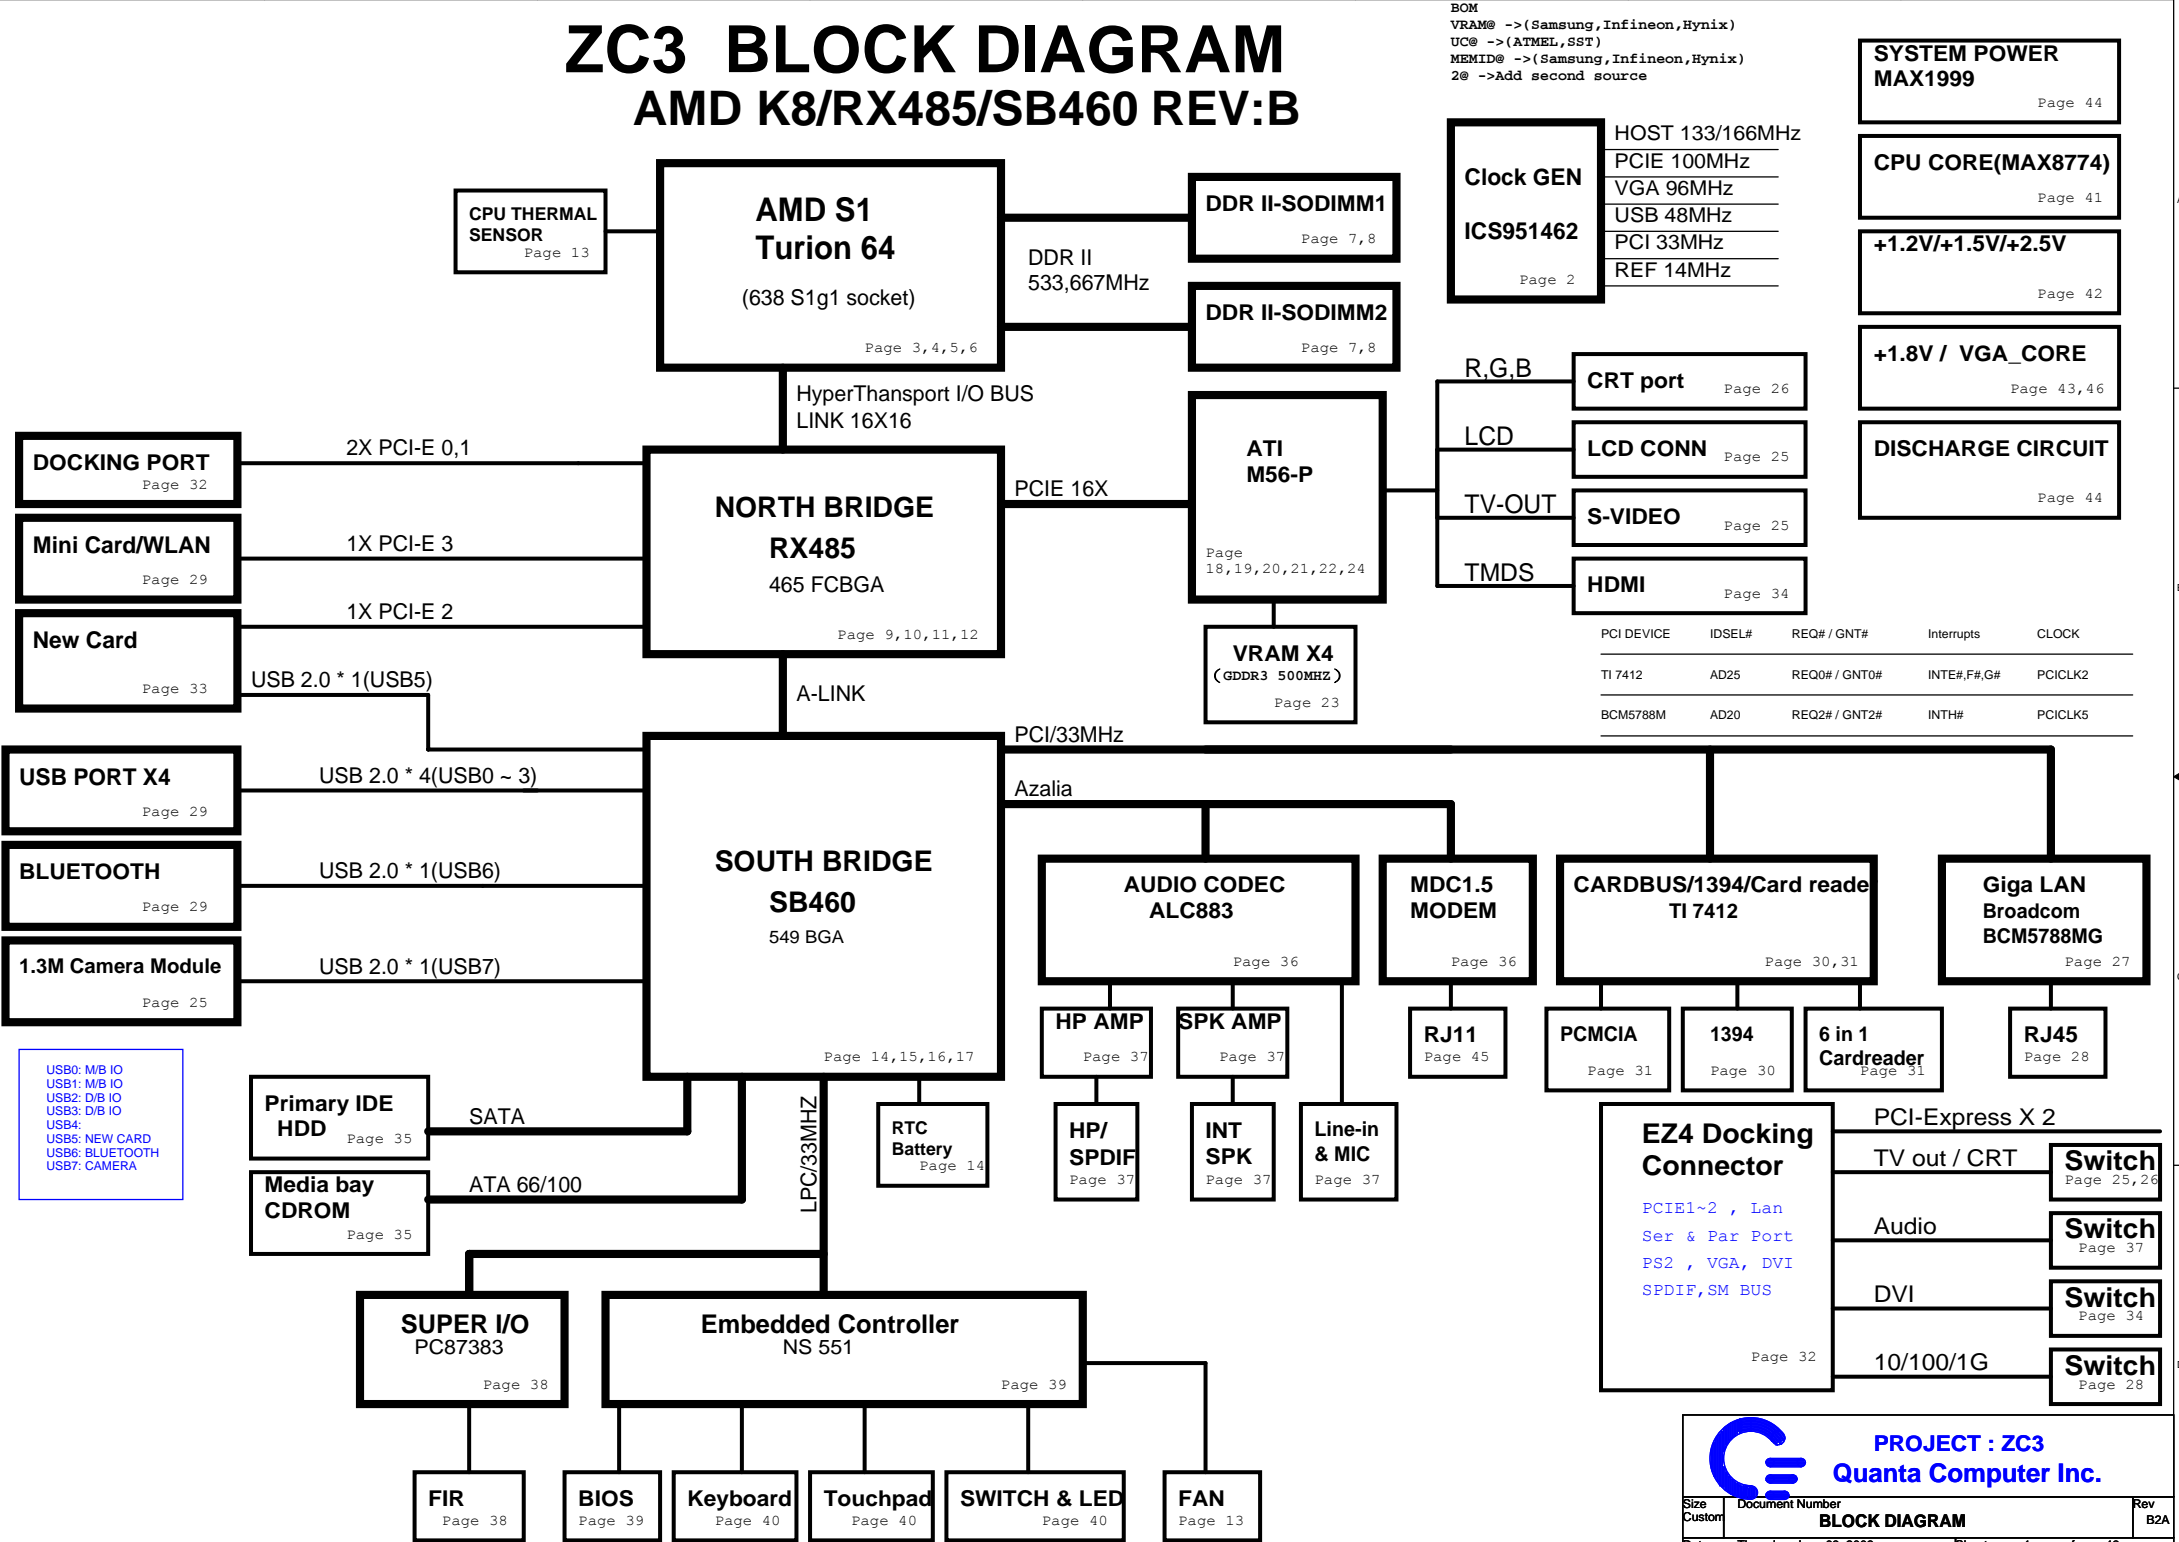 ZC3 BLOCK DIAGRAM
AMD K8/RX485/SB460 REV:B
BOM
VRAM@ ->(Samsung,Infineon,Hynix)
UC@ ->(ATMEL,SST)
MEMID@ ->(Samsung,Infineon,Hynix)
2@ ->Add second source
SYSTEM POWER
MAX1999
Page 44
CPU CORE(MAX8774)
Page 41
+1.2V/+1.5V/+2.5V
Page 42
+1.8V / VGA_CORE
Page 43,46
DISCHARGE CIRCUIT
Page 44
Clock GEN
ICS951462
Page 2
HOST 133/166MHz
PCIE 100MHz
VGA 96MHz
USB 48MHz
PCI 33MHz
REF 14MHz
CPU THERMAL
SENSOR
Page 13
AMD S1
Turion 64
(638 S1g1 socket)
Page 3,4,5,6
DDR II
533,667MHz
DDR II-SODIMM1
Page 7,8
DDR II-SODIMM2
Page 7,8
HyperThansport I/O BUS
LINK 16X16
R,G,B
CRT port
Page 26
LCD
LCD CONN
Page 25
TV-OUT
S-VIDEO
Page 25
TMDS
HDMI
Page 34
ATI
M56-P
Page
18,19,20,21,22,24
PCIE 16X
VRAM X4
(GDDR3 500MHZ)
Page 23
DOCKING PORT
Page 32
2X PCI-E 0,1
Mini Card/WLAN
Page 29
1X PCI-E 3
New Card
Page 33
1X PCI-E 2
USB 2.0 * 1(USB5)
NORTH BRIDGE
RX485
465 FCBGA
Page 9,10,11,12
A-LINK
PCI DEVICE IDSEL# REQ# / GNT# Interrupts CLOCK
TI 7412 AD25 REQ0# / GNT0# INTE#,F#,G# PCICLK2
BCM5788M AD20 REQ2# / GNT2# INTH# PCICLK5
USB PORT X4
Page 29
USB 2.0 * 4(USB0 ~ 3)
BLUETOOTH
Page 29
USB 2.0 * 1(USB6)
1.3M Camera Module
Page 25
USB 2.0 * 1(USB7)
SOUTH BRIDGE
SB460
549 BGA
Page 14,15,16,17
PCI/33MHz
Azalia
AUDIO CODEC
ALC883
Page 36
MDC1.5
MODEM
Page 36
CARDBUS/1394/Card reade
TI 7412
Page 30,31
Giga LAN
Broadcom
BCM5788MG
Page 27
HP AMP
Page 37
SPK AMP
Page 37
RJ11
Page 45
PCMCIA
Page 31
1394
Page 30
6 in 1
Cardreader
Page 31
RJ45
Page 28
HP/
SPDIF
Page 37
INT
SPK
Page 37
Line-in
& MIC
Page 37
USB0: M/B IO
USB1: M/B IO
USB2: D/B IO
USB3: D/B IO
USB4:
USB5: NEW CARD
USB6: BLUETOOTH
USB7: CAMERA
Primary IDE
HDD
Page 35
SATA
Media bay
CDROM
Page 35
ATA 66/100
LPC/33MHZ
RTC
Battery
Page 14
EZ4 Docking
Connector
PCIE1~2 , Lan
Ser & Par Port
PS2 , VGA, DVI
SPDIF,SM BUS
Page 32
PCI-Express X 2
TV out / CRT
Switch
Page 25,26
Audio
Switch
Page 37
DVI
Switch
Page 34
10/100/1G
Switch
Page 28
SUPER I/O
PC87383
Page 38
Embedded Controller
NS 551
Page 39
FIR
Page 38
BIOS
Page 39
Keyboard
Page 40
Touchpad
Page 40
SWITCH & LED
Page 40
FAN
Page 13
PROJECT : ZC3
Quanta Computer Inc.
Size
Custom
Document Number
BLOCK DIAGRAM
Rev
B2A